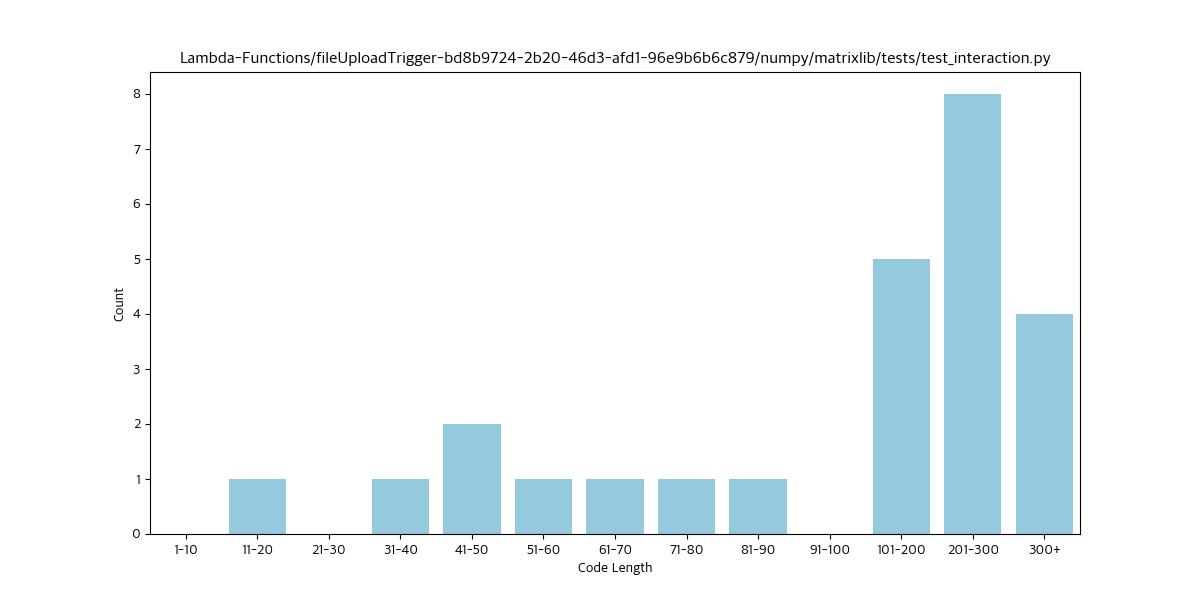 Lambda-Functions/fileUploadTrigger-bd8b9724-2b20-46d3-afd1-96e9b6b6c879/numpy/matrixlib/tests/test_interaction.py
8
7
6
5
4
3
2
1
0
Count
1-10 11-20 21-30 31-40 41-50 51-60 61-70 71-80 81-90 91-100 101-200 201-300 300+
Code Length